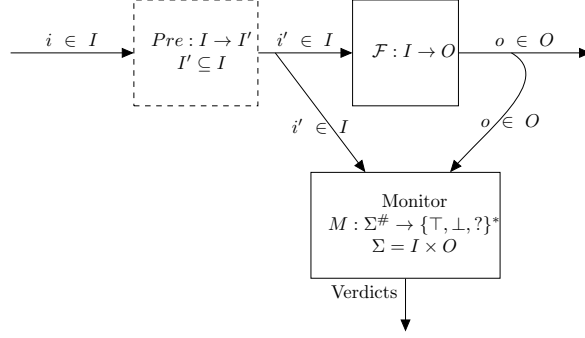 i ∈ I
Pre : I → I′
I′ ⊆ I
i′ ∈ I
F : I → O
o ∈ O
i′ ∈ I
o ∈ O
Monitor
M : Σ^# → {⊤, ⊥, ?}*
Σ = I × O
Verdicts